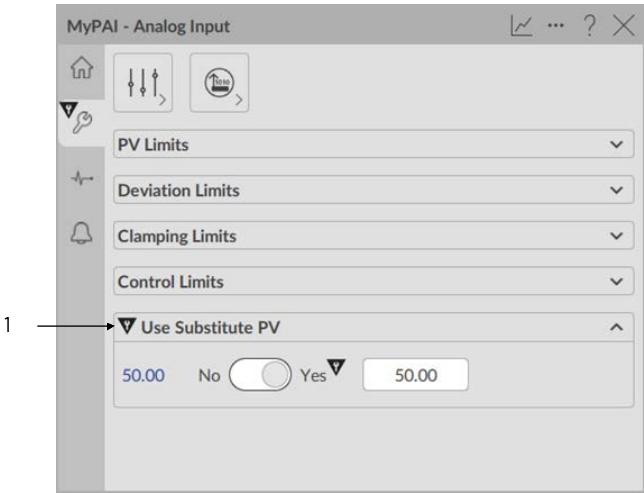 MyPAI - Analog Input
PV Limits
Deviation Limits
Clamping Limits
Control Limits
1 Use Substitute PV
50.00 No Yes 50.00